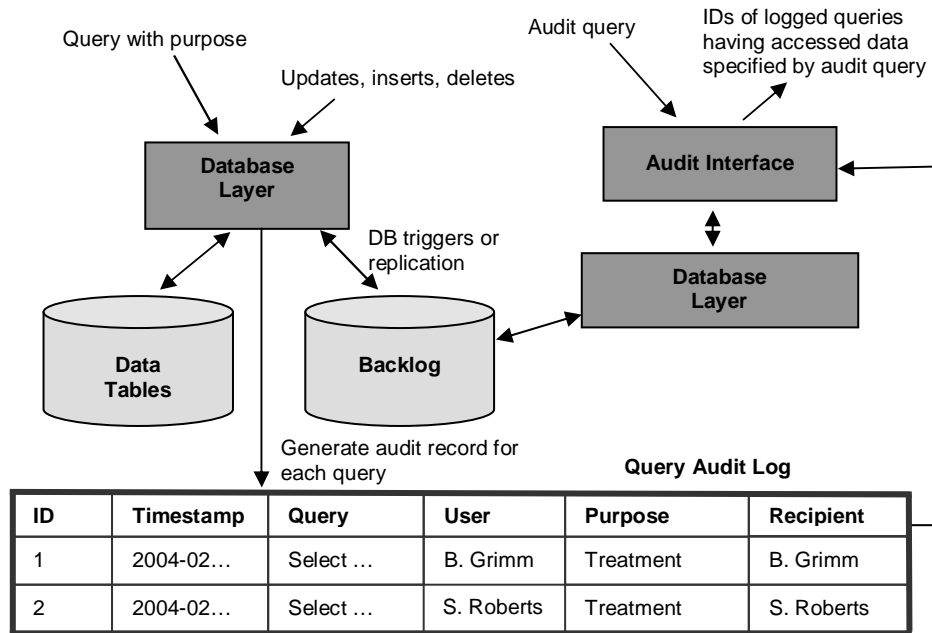 Query with purpose
Updates, inserts, deletes
Audit query
IDs of logged queries
having accessed data
specified by audit query
Database
Layer
Audit Interface
DB triggers or
replication
Database
Layer
Data
Tables
Backlog
Generate audit record for
each query
Query Audit Log
ID Timestamp Query User Purpose Recipient
1 2004-02… Select … B. Grimm Treatment B. Grimm
2 2004-02… Select … S. Roberts Treatment S. Roberts